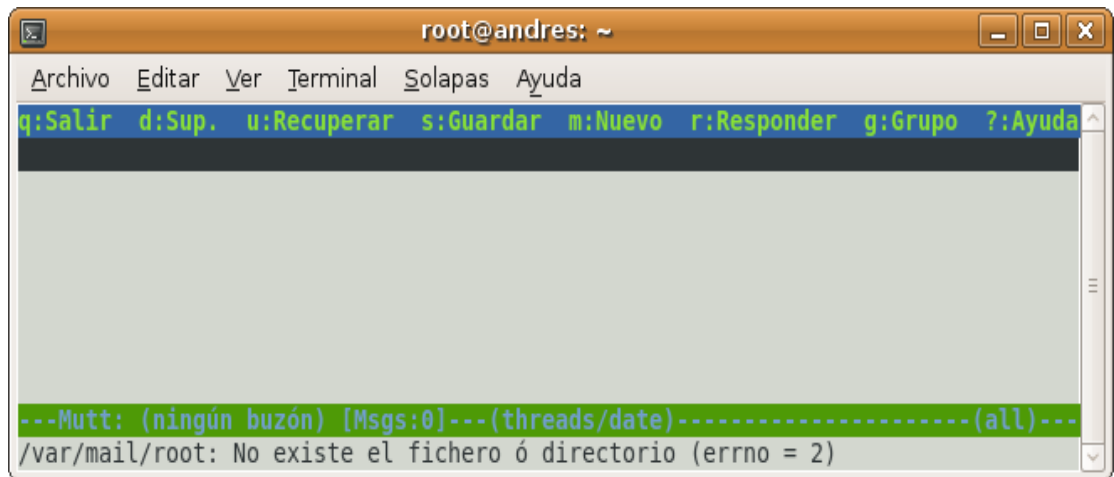 root@andres: ~
Archivo Editar Ver Terminal Solapas Ayuda
q:Salir d:Sup. u:Recuperar s:Guardar m:Nuevo r:Responder g:Grupo ?:Ayuda
---Mutt: (ningún buzón) [Msgs:0]---(threads/date)----------------------(all)---
/var/mail/root: No existe el fichero ó directorio (errno = 2)